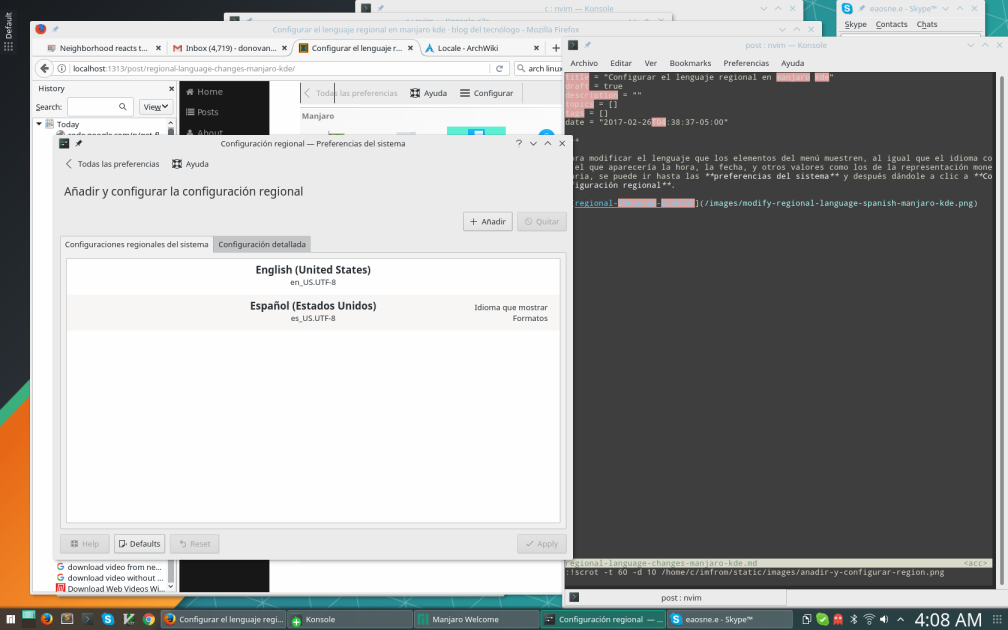 Default
c : nvim — Konsole
eaosne.e - Skype™
Skype Contacts Chats
Configurar el lenguaje regional en manjaro kde · blog del tecnólogo - Mozilla Firefox
Neighborhood reacts t...
Inbox (4,719) - donovan...
Configurar el lenguaje r...
Locale - ArchWiki
localhost:1313/post/regional-language-changes-manjaro-kde/
arch linux
History
Search:
View
Today
Home
Posts
About
Todas las preferencias
Ayuda
Configurar
Manjaro
Configuración regional — Preferencias del sistema
Todas las preferencias
Ayuda
Añadir y configurar la configuración regional
+ Añadir
Quitar
Configuraciones regionales del sistema
Configuración detallada
English (United States)
en_US.UTF-8
Español (Estados Unidos)
es_US.UTF-8
Idioma que mostrar
Formatos
Help
Defaults
Reset
Apply
download video from ne...
download video without ...
Download Web Videos Wi...
post : nvim — Konsole
Archivo Editar Ver Bookmarks Preferencias Ayuda
title = "Configurar el lenguaje regional en manjaro kde"
draft = true
description = ""
topics = []
tags = []
date = "2017-02-26T04:38:37-05:00"
ra modificar el lenguaje que los elementos del menú muestren, al igual que el idioma co
el que aparecería la hora, la fecha, y otros valores como los de la representación mone
ria, se puede ir hasta las **preferencias del sistema** y después dándole a clic a **Co
iguración regional**.
](/images/modify-regional-language-spanish-manjaro-kde.png)
regional-language-changes-manjaro-kde.md <acc>
:!scrot -t 60 -d 10 /home/c/imfrom/static/images/anadir-y-configurar-region.png
post : nvim
Configurar el lenguaje regi...
Konsole
Manjaro Welcome
Configuración regional — ...
eaosne.e - Skype™
4:08 AM